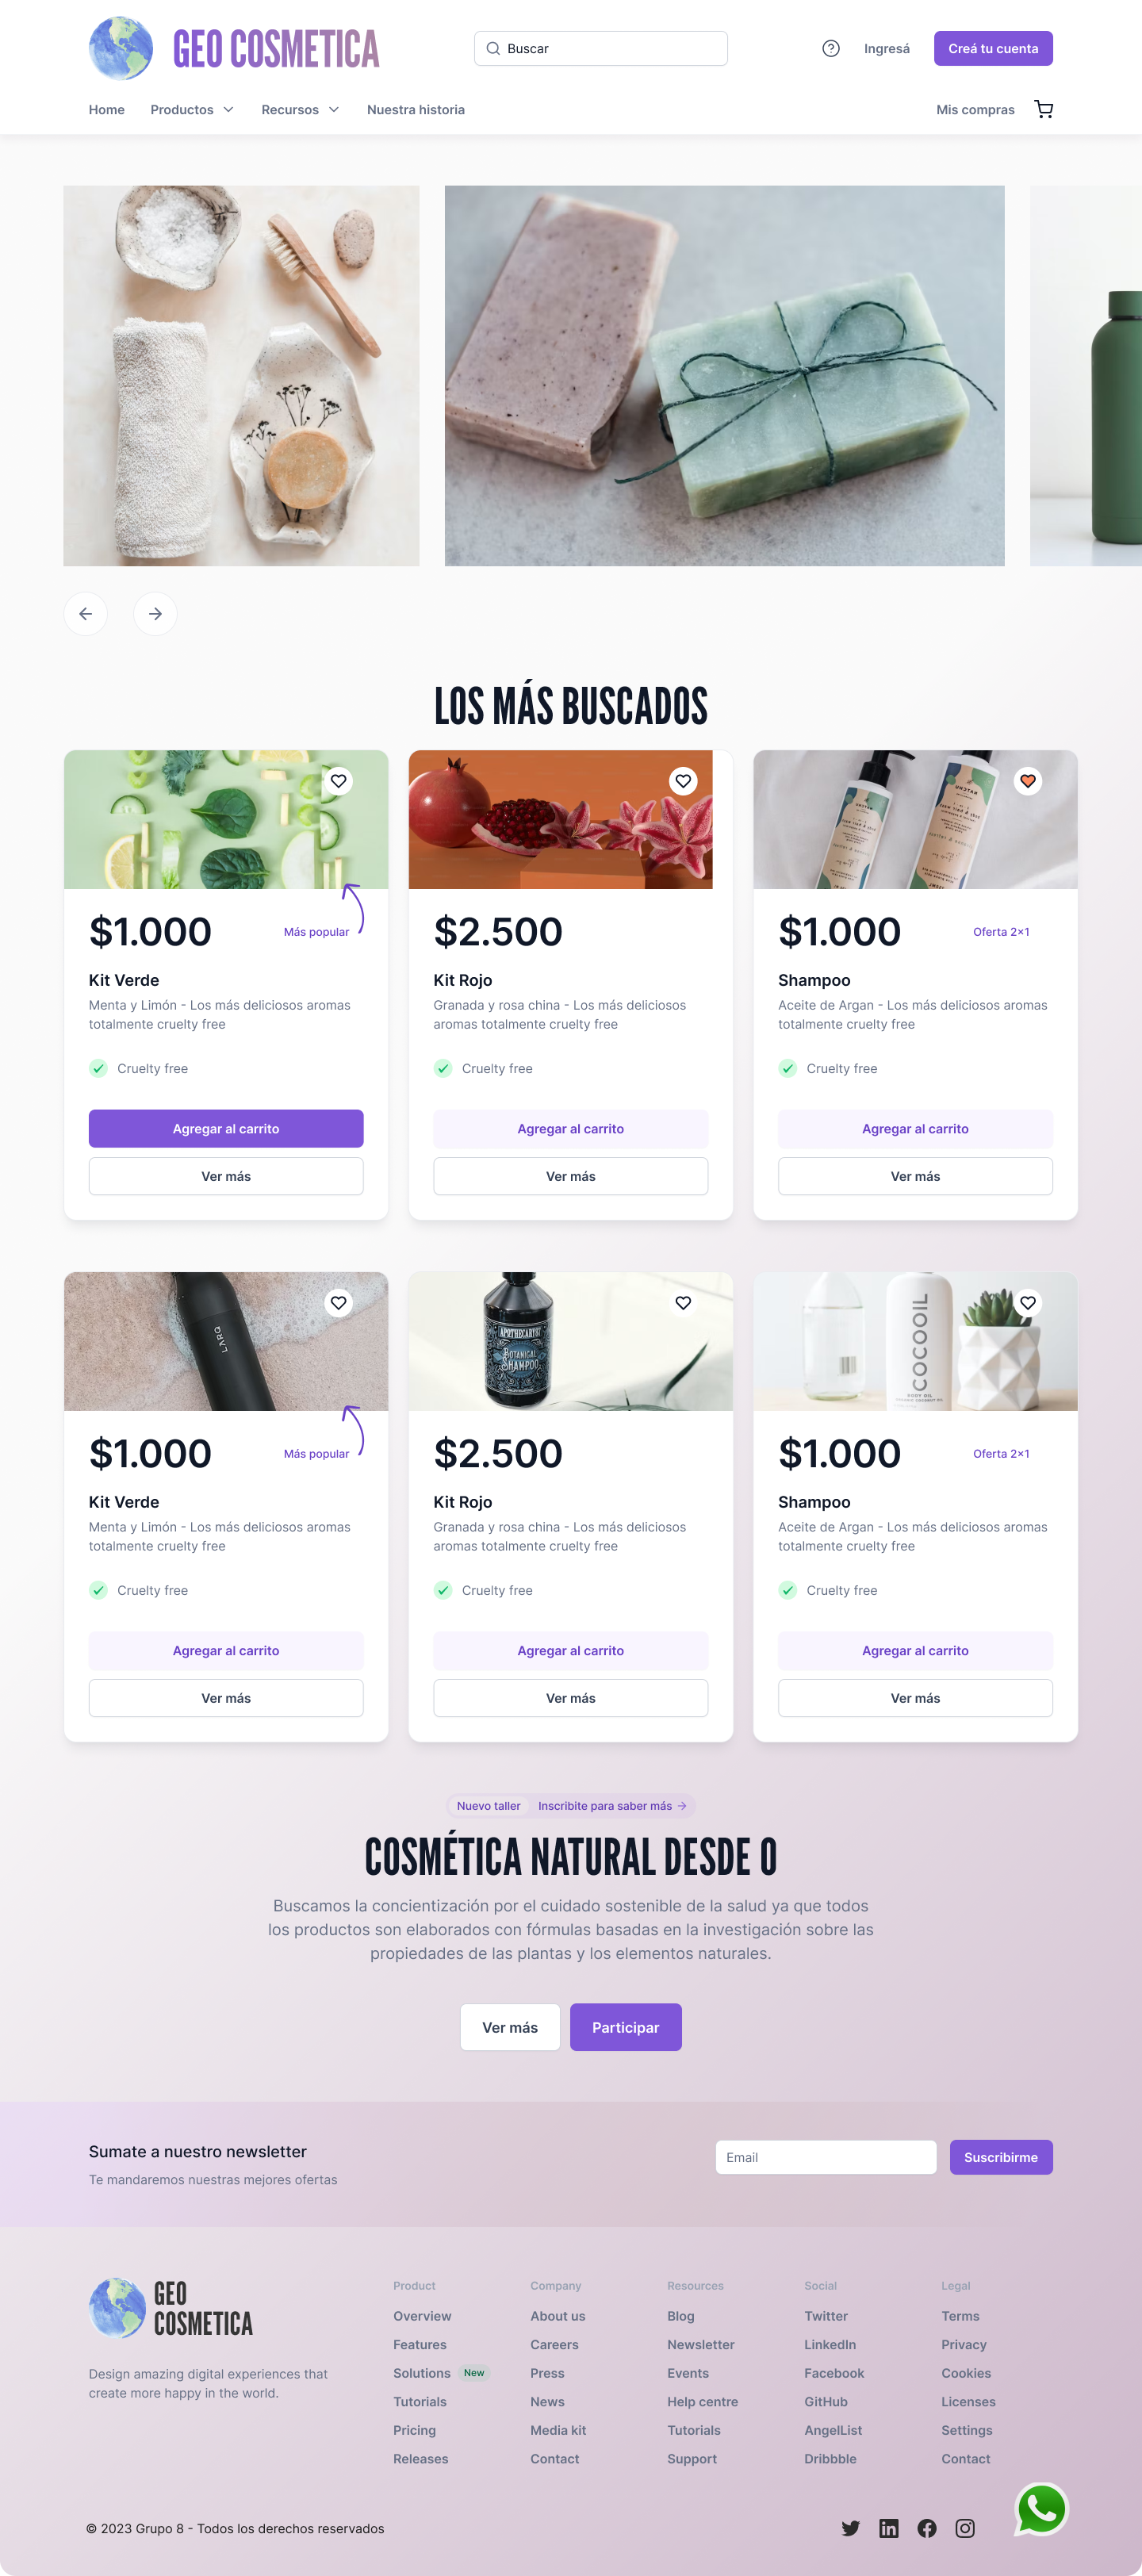 GEO COSMETICA
Buscar
Ingresá
Creá tu cuenta
Home
Productos
Recursos
Nuestra historia
Mis compras
LOS MÁS BUSCADOS
$1.000
Más popular
Kit Verde
Menta y Limón - Los más deliciosos aromas
totalmente cruelty free
Cruelty free
Agregar al carrito
Ver más
$2.500
Kit Rojo
Granada y rosa china - Los más deliciosos
aromas totalmente cruelty free
Cruelty free
Agregar al carrito
Ver más
$1.000
Oferta 2x1
Shampoo
Aceite de Argan - Los más deliciosos aromas
totalmente cruelty free
Cruelty free
Agregar al carrito
Ver más
LARQ
$1.000
Más popular
Kit Verde
Menta y Limón - Los más deliciosos aromas
totalmente cruelty free
Cruelty free
Agregar al carrito
Ver más
APOTHECARY87
BOTANICAL
SHAMPOO
$2.500
Kit Rojo
Granada y rosa china - Los más deliciosos
aromas totalmente cruelty free
Cruelty free
Agregar al carrito
Ver más
COCOOIL
BODY OIL
ORGANIC COCONUT OIL
$1.000
Oferta 2x1
Shampoo
Aceite de Argan - Los más deliciosos aromas
totalmente cruelty free
Cruelty free
Agregar al carrito
Ver más
Nuevo taller
Inscribite para saber más
COSMÉTICA NATURAL DESDE 0
Buscamos la concientización por el cuidado sostenible de la salud ya que todos
los productos son elaborados con fórmulas basadas en la investigación sobre las
propiedades de las plantas y los elementos naturales.
Ver más
Participar
Sumate a nuestro newsletter
Te mandaremos nuestras mejores ofertas
Email
Suscribirme
GEO
COSMETICA
Design amazing digital experiences that
create more happy in the world.
Product
Overview
Features
Solutions New
Tutorials
Pricing
Releases
Company
About us
Careers
Press
News
Media kit
Contact
Resources
Blog
Newsletter
Events
Help centre
Tutorials
Support
Social
Twitter
LinkedIn
Facebook
GitHub
AngelList
Dribbble
Legal
Terms
Privacy
Cookies
Licenses
Settings
Contact
© 2023 Grupo 8 - Todos los derechos reservados